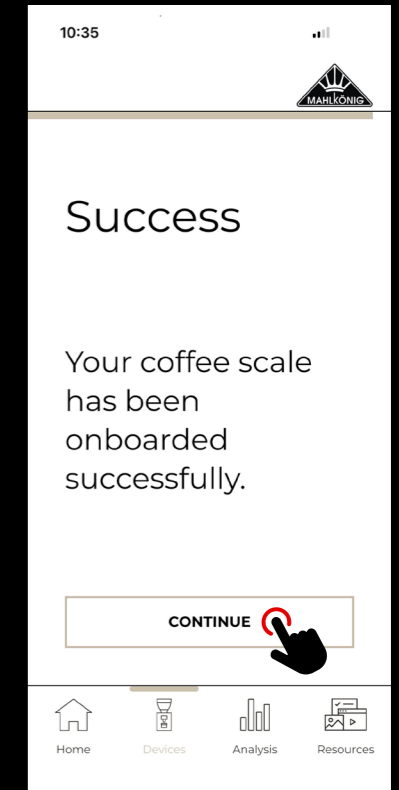 10:35
MAHLKÖNIG
Success
Your coffee scale
has been
onboarded
successfully.
CONTINUE
Home Devices Analysis Resources